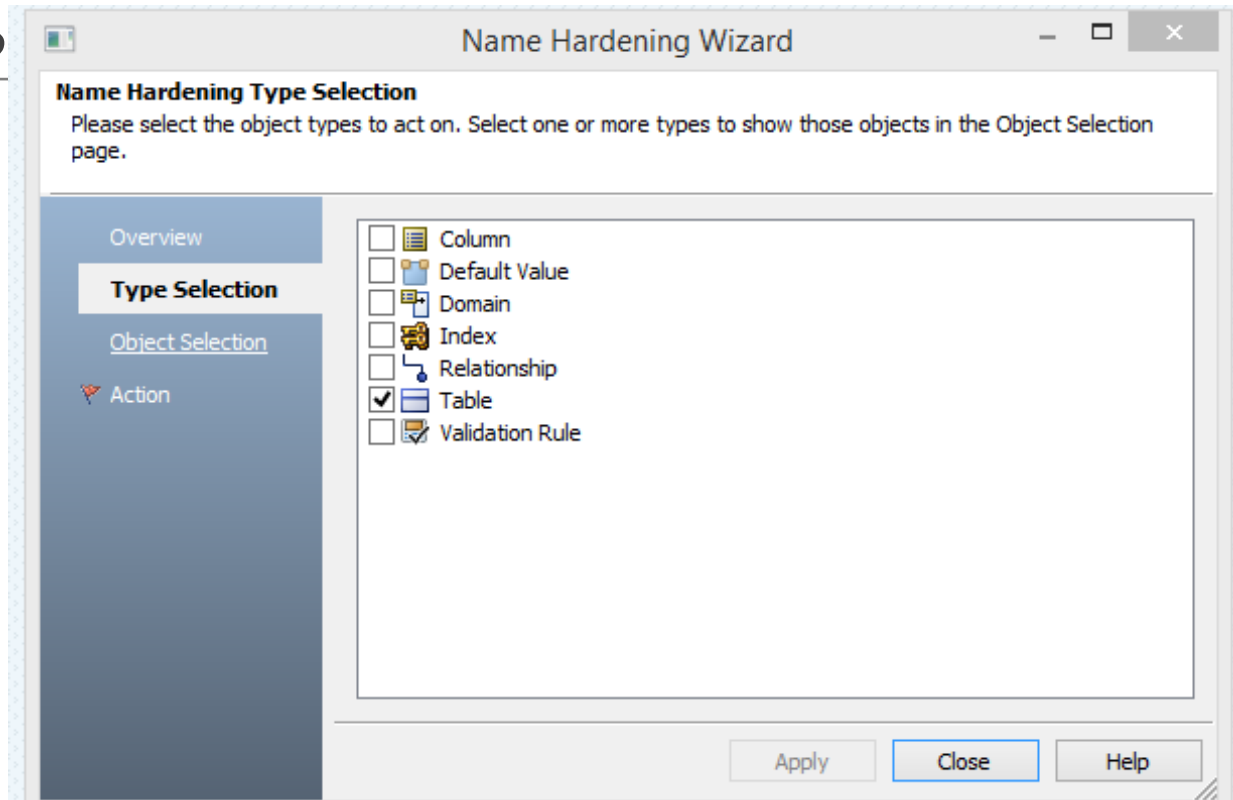 Name Hardening Wizard
Name Hardening Type Selection
Please select the object types to act on. Select one or more types to show those objects in the Object Selection
page.
Overview
Type Selection
Object Selection
Action
Column
Default Value
Domain
Index
Relationship
Table
Validation Rule
Apply
Close
Help